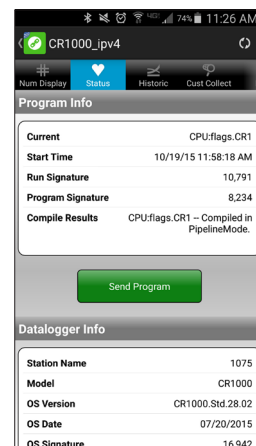 4G LTE 74% 11:26 AM
CR1000_ipv4
Num Display Status Historic Cust Collect
Program Info
Current CPU:flags.CR1
Start Time 10/19/15 11:58:18 AM
Run Signature 10,791
Program Signature 8,234
Compile Results CPU:flags.CR1 -- Compiled in
PipelineMode.
Send Program
Datalogger Info
Station Name 1075
Model CR1000
OS Version CR1000.Std.28.02
OS Date 07/20/2015
OS Signature 16,942